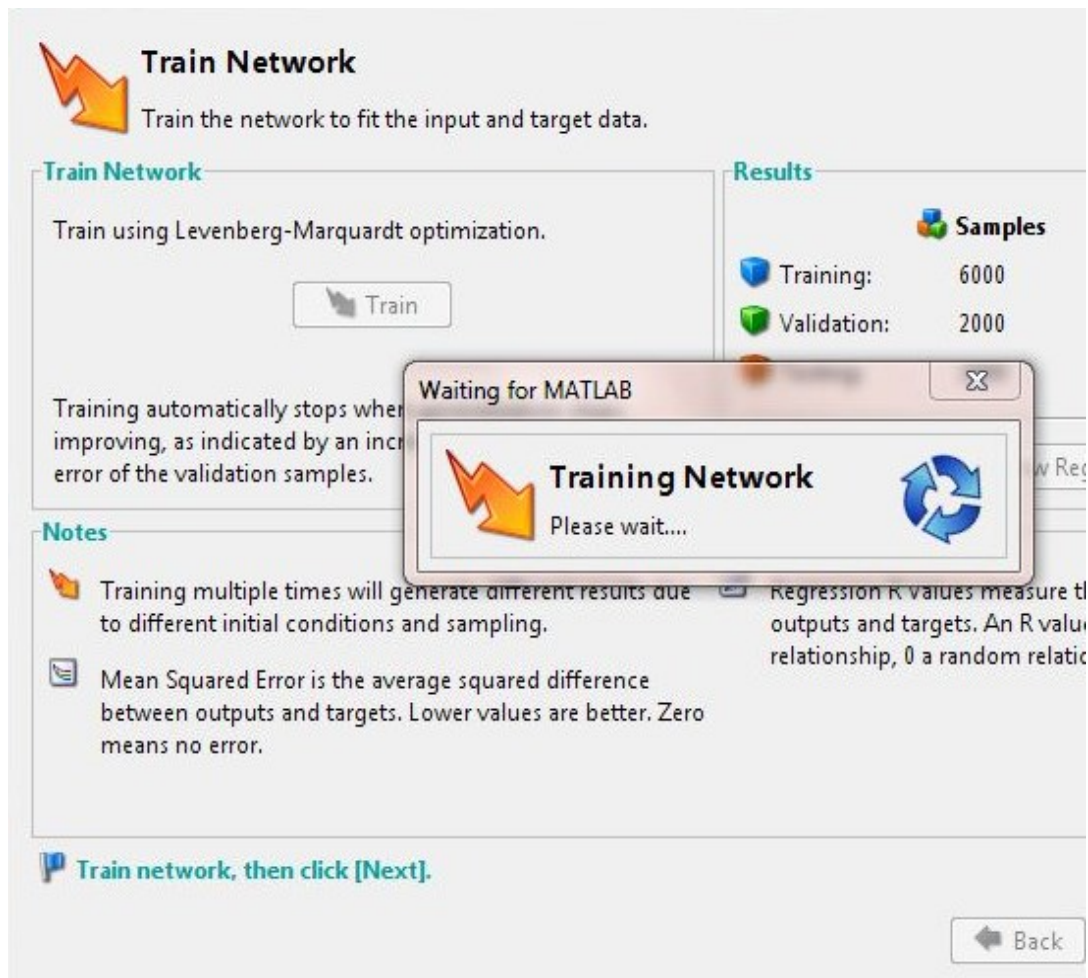 Train Network
Train the network to fit the input and target data.
Train Network
Train using Levenberg-Marquardt optimization.
Train
Training automatically stops when
improving, as indicated by an incr
error of the validation samples.
Results
Samples
Training: 6000
Validation: 2000
Waiting for MATLAB
Training Network
Please wait....
w Reg
Notes
Training multiple times will generate different results due
to different initial conditions and sampling.
Mean Squared Error is the average squared difference
between outputs and targets. Lower values are better. Zero
means no error.
Regression R Values measure th
outputs and targets. An R value
relationship, 0 a random relatio
Train network, then click [Next].
Back